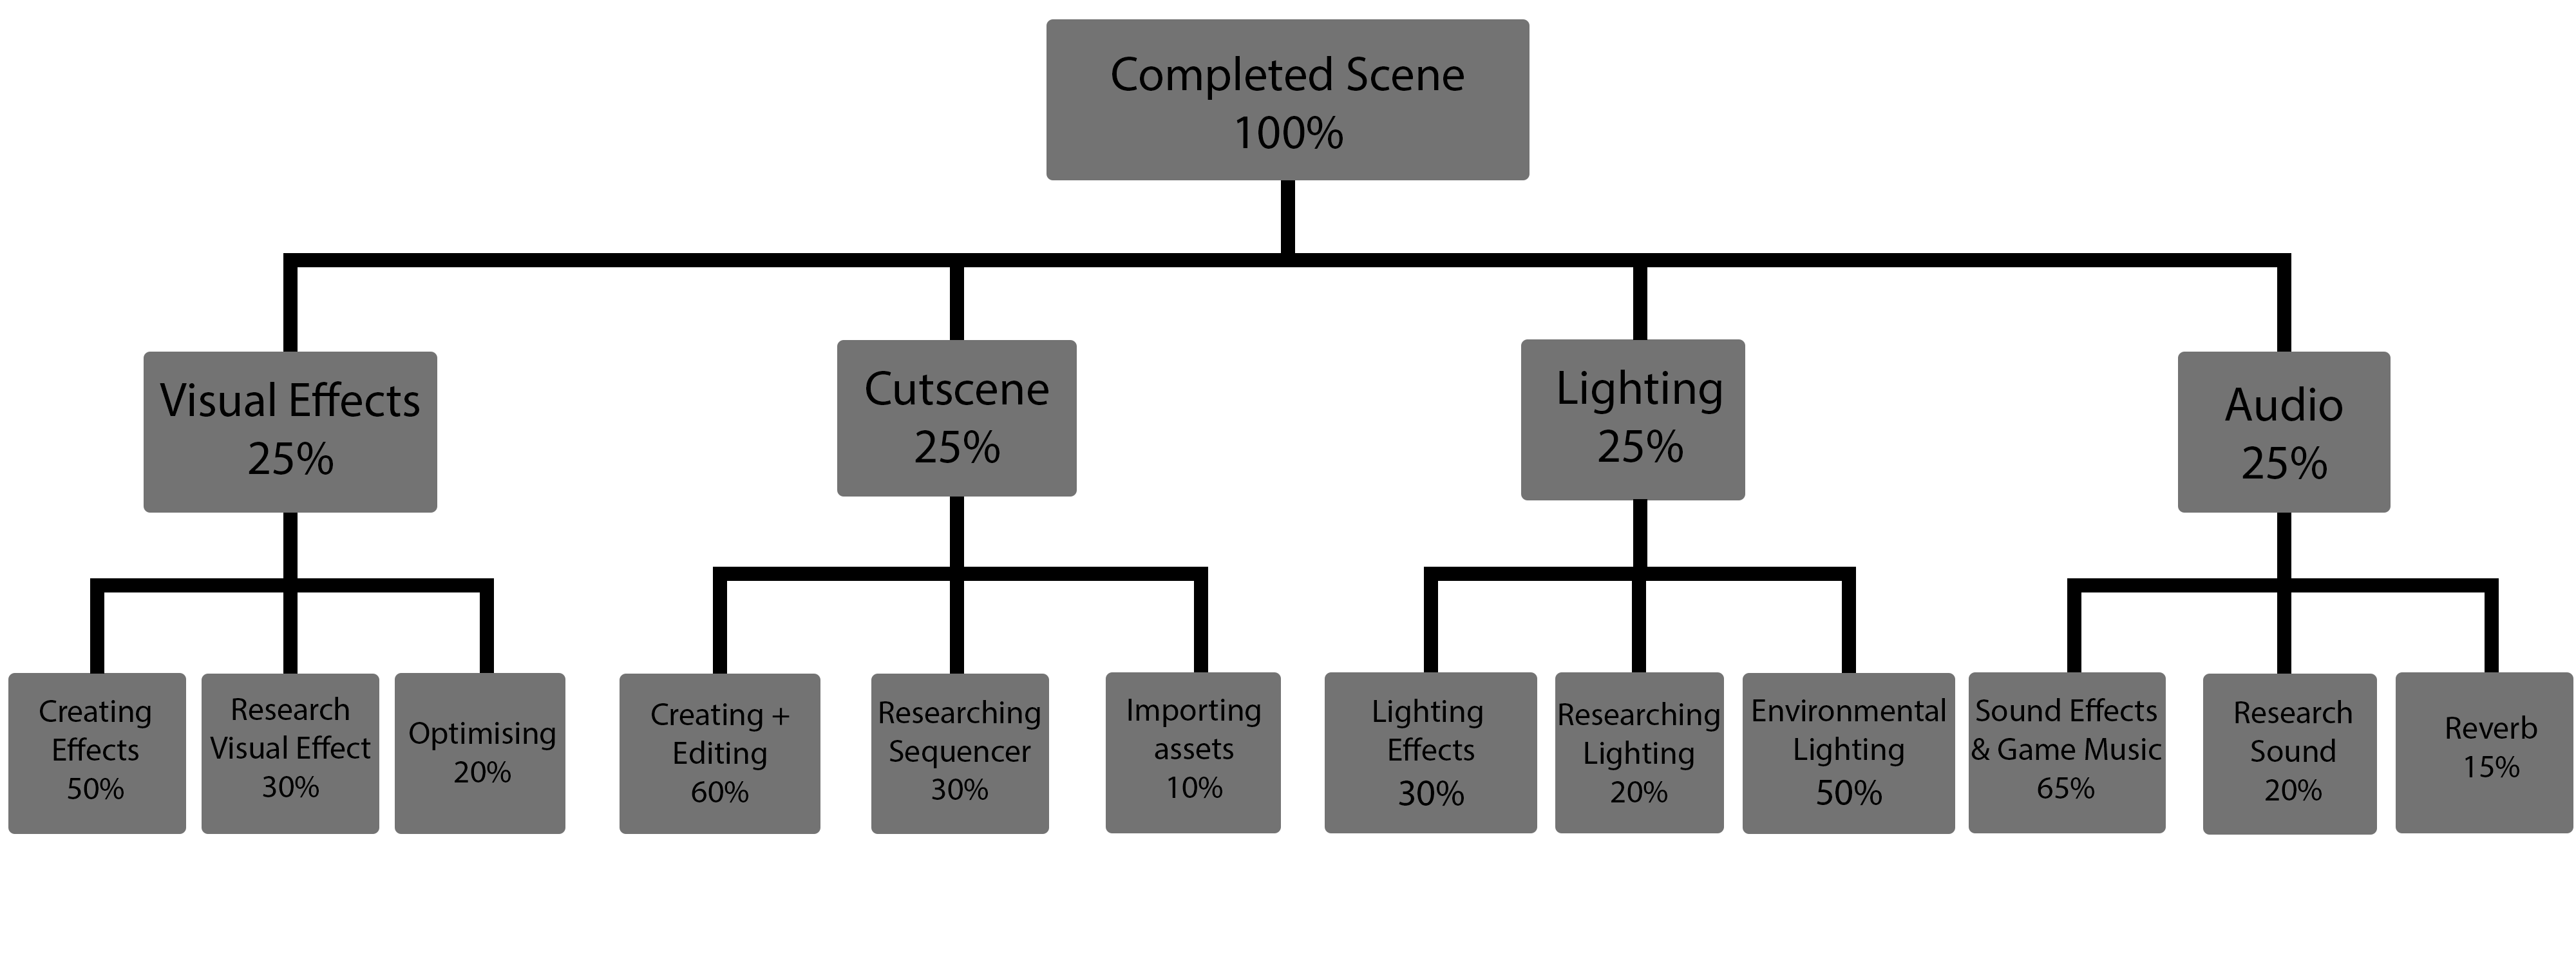 Completed Scene
100%
Visual Effects
25%
Cutscene
25%
Lighting
25%
Audio
25%
Creating
Effects
50%
Research
Visual Effect
30%
Optimising
20%
Creating +
Editing
60%
Researching
Sequencer
30%
Importing
assets
10%
Lighting
Effects
30%
Researching
Lighting
20%
Environmental
Lighting
50%
Sound Effects
& Game Music
65%
Research
Sound
20%
Reverb
15%